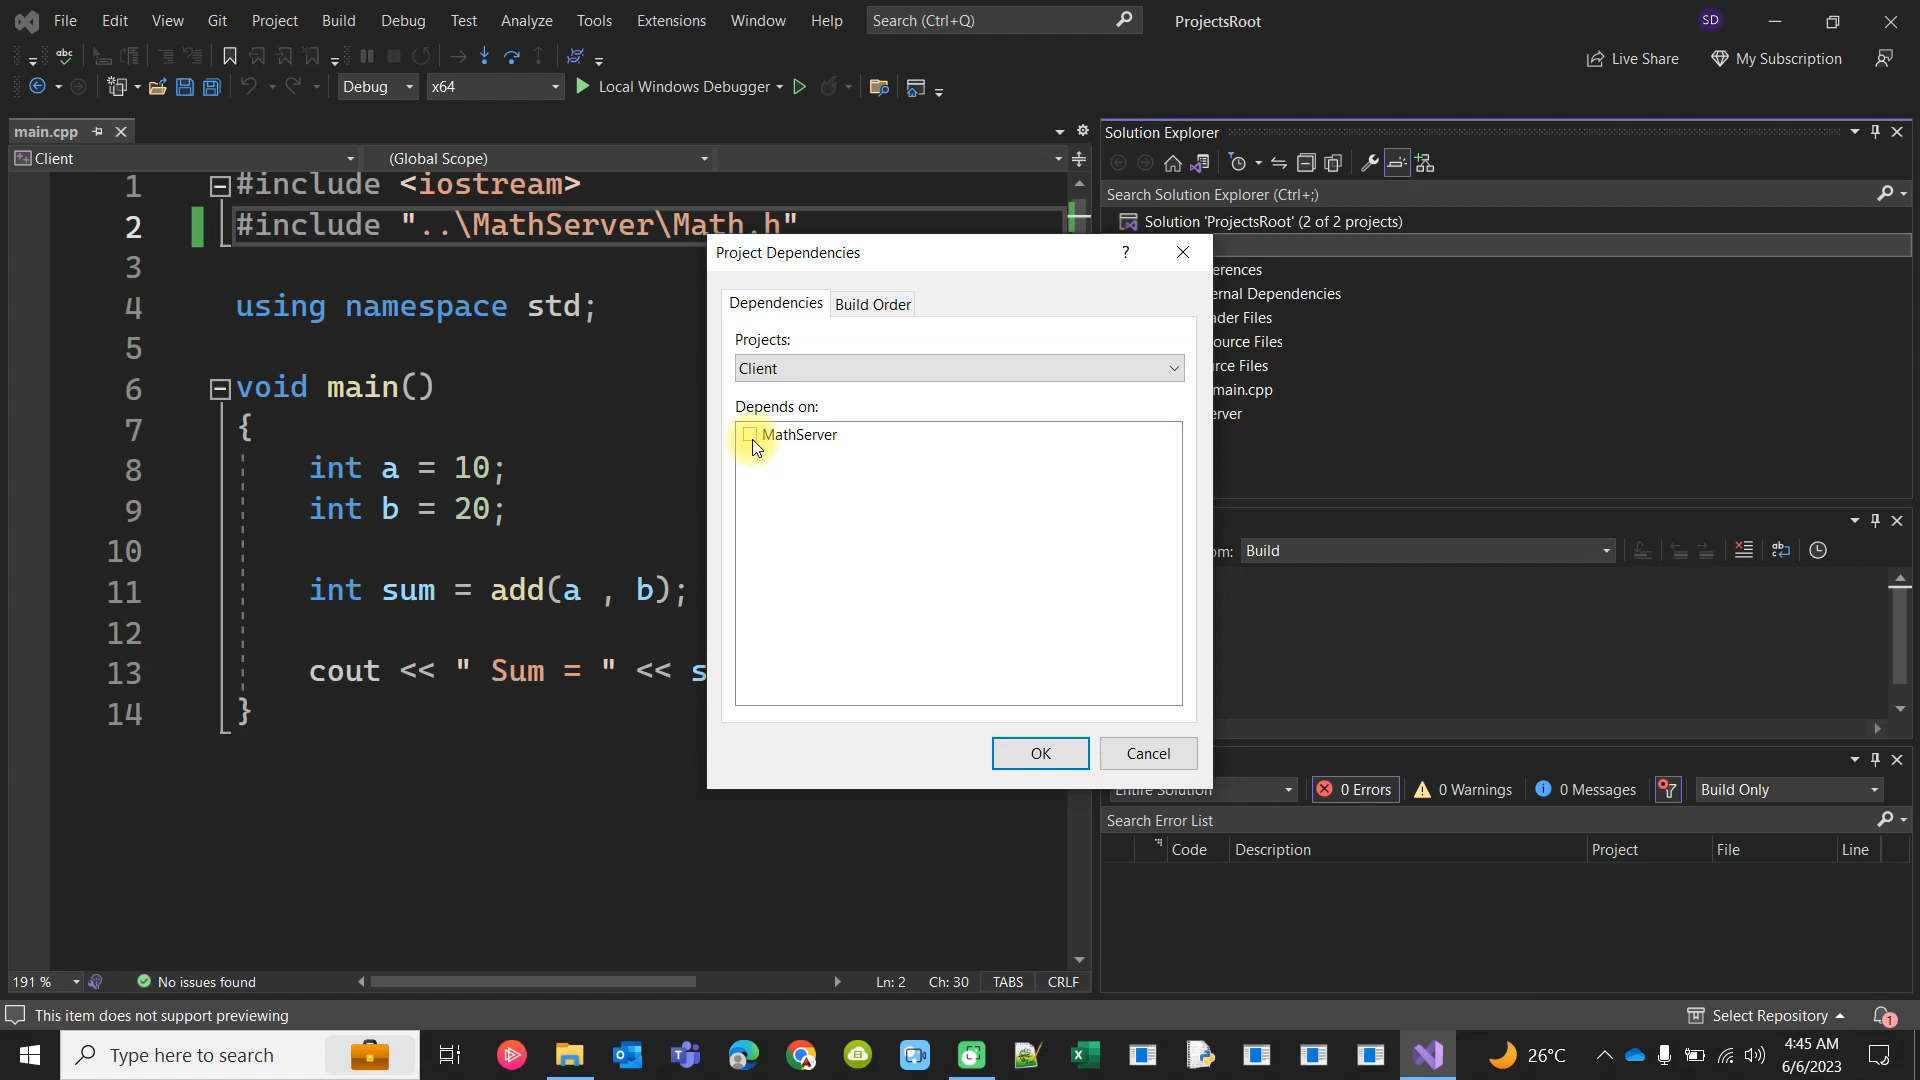 File Edit View Git Project Build Debug Test Analyze Tools Extensions Window Help Search (Ctrl+Q) ProjectsRoot SD
Live Share My Subscription
Debug x64 Local Windows Debugger
main.cpp
Client (Global Scope)
1 #include <iostream>
2 #include "..\MathServer\Math.h"
3
4 using namespace std;
5
6 void main()
7 {
8 int a = 10;
9 int b = 20;
10
11 int sum = add(a , b);
12
13 cout << " Sum = " << s
14 }
Project Dependencies ?
Dependencies Build Order
Projects:
Client
Depends on:
MathServer
OK Cancel
Solution Explorer
Search Solution Explorer (Ctrl+;)
Solution 'ProjectsRoot' (2 of 2 projects)
erences
rnal Dependencies
ader Files
ource Files
rce Files
main.cpp
erver
om: Build
Entire Solution 0 Errors 0 Warnings 0 Messages Build Only
Search Error List
Code Description Project File Line
191 % No issues found Ln: 2 Ch: 30 TABS CRLF
This item does not support previewing Select Repository 1
Type here to search 26°C 4:45 AM
6/6/2023